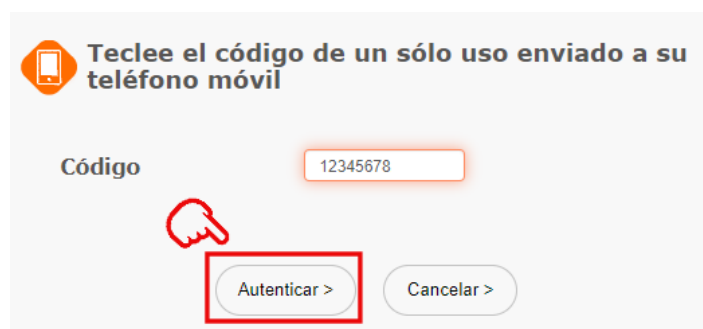 Teclee el código de un sólo uso enviado a su
teléfono móvil
Código 12345678
Autenticar > Cancelar >